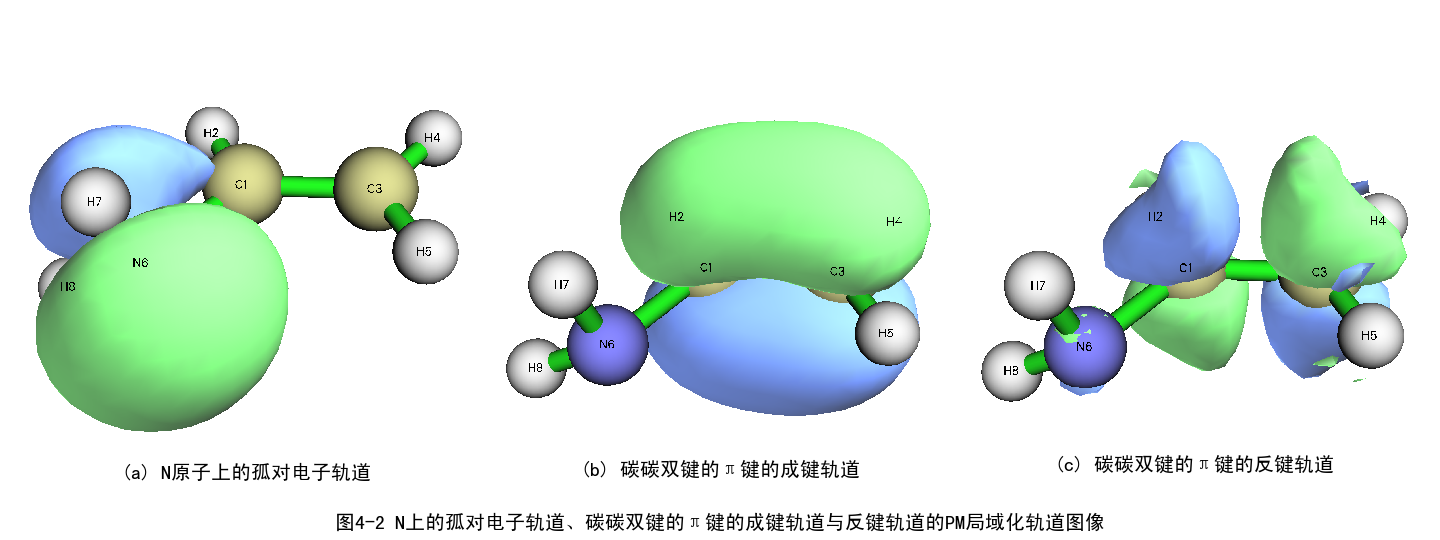 H2
H4
H7
C1
C3
H5
N6
H8
H2
H4
C1
C3
H7
H5
N6
H8
H2
H4
C1
C3
H7
H5
N6
H8
(a) N原子上的孤对电子轨道
(b) 碳碳双键的π键的成键轨道
(c) 碳碳双键的π键的反键轨道
图4-2 N上的孤对电子轨道、碳碳双键的π键的成键轨道与反键轨道的PM局域化轨道图像